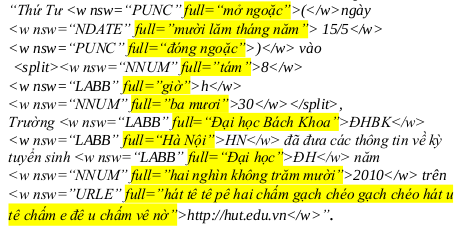 “Thứ Tư <w nsw=“PUNC” full=“mở ngoặc”>(</w>ngày
<w nsw=“NDATE” full=“mười lăm tháng năm”> 15/5</w>
<w nsw=“PUNC” full=“đóng ngoặc”>)</w> vào
<split><w nsw=“NNUM” full=“tám”>8</w>
<w nsw=“LABB” full=“giờ”>h</w>
<w nsw=“NNUM” full=“ba mươi”>30</w></split>,
Trường <w nsw=“LABB” full=“Đại học Bách Khoa”>ĐHBK</w>
<w nsw=“LABB” full=“Hà Nội”>HN</w> đã đưa các thông tin về kỳ
tuyển sinh <w nsw=“LABB” full=“Đại học”>ĐH</w> năm
<w nsw=“NNUM” full=“hai nghìn không trăm mười”>2010</w> trên
<w nsw=“URLE” full=“hát tê tê pê hai chấm gạch chéo gạch chéo hát u
tê chấm e đê u chấm vê nờ”>http://hut.edu.vn</w>”.